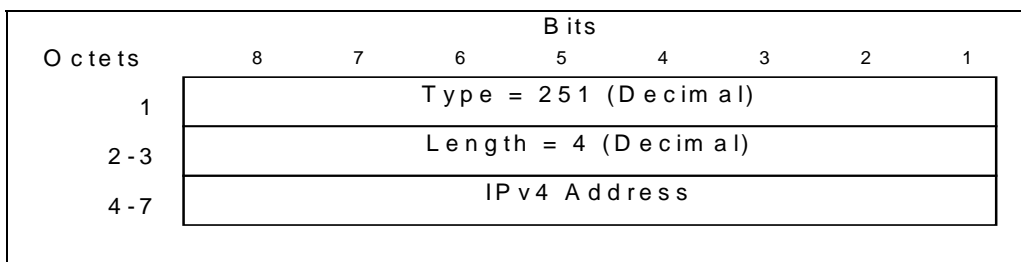 Bits
Octets 8 7 6 5 4 3 2 1
1 Type = 251 (Decimal)
2-3 Length = 4 (Decimal)
4-7 IPv4 Address